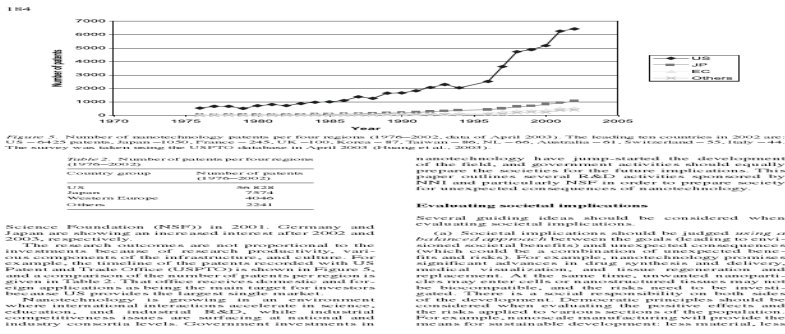 184
7000
6000
5000
4000
3000
2000
1000
0
Number of patents
1970
1975
1980
1985
1990
1995
2000
2005
Year
US
JP
EC
Others
Figure 5. Number of nanotechnology patents per four regions (1976–2002, data of April 2003). The leading ten countries in 2002 are:
US – 6425 patents, Japan –1050, France – 245, UK –100, Korea – 87, Taiwan – 86, NL – 66, Australia – 61, Switzerland – 55, Italy – 44.
The survey was taken using the USPTO database in April 2003 (Huang et al., 2003).
Table 2. Number of patents per four regions
(1976–2002)
Country group
Number of patents
(1976–2002)
US
56 828
Japan
7574
Western Europe
4046
Others
2241
Science Foundation (NSF)) in 2001. Germany and
Japan are showing an increased interest after 2002 and
2003, respectively.
The research outcomes are not proportional to the
investments because of research productivity, vari-
ous components of the infrastructure, and culture. For
example, the timeline of the patents recorded with US
Patent and Trade Office (USPTO) is shown in Figure 5,
and a comparison of the number of patents per region is
given in Table 2. That office receives domestic and for-
eign applications as being the main target for investors
because US provides the largest single market.
Nanotechnology is growing in an environment
where international interactions accelerate in science,
education, and industrial R&D, while industrial
competitiveness issues are surfacing at national and
industry consortia levels. Government investments in
nanotechnology have jump-started the development
of the field, and government activities should equally
prepare the societies for the future implications. This
paper outlines several R&D activities sponsored by
NNI and particularly NSF in order to prepare society
for unexpected consequences of nanotechnology.
Evaluating societal implications
Several guiding ideas should be considered when
evaluating societal implications.
(a) Societal implications should be judged using a
balanced approach between the goals (leading to envi-
sioned societal benefits) and unexpected consequences
(which could be a combination of unexpected bene-
fits and risks). For example, nanotechnology promises
significant advances in drug synthesis and delivery,
medical visualization, and tissue regeneration and
replacement. At the same time, unwanted nanoparti-
cles may enter cells or nanostructured tissues may not
be biocompatible, and the risks need to be investi-
gated. There is a social responsibility on both sides
of the development. Democratic principles should be
considered when evaluating the positive effects and
the risks applied to various sections of the population.
For example, nanoscale manufacturing will provide the
means for sustainable development: less material, less